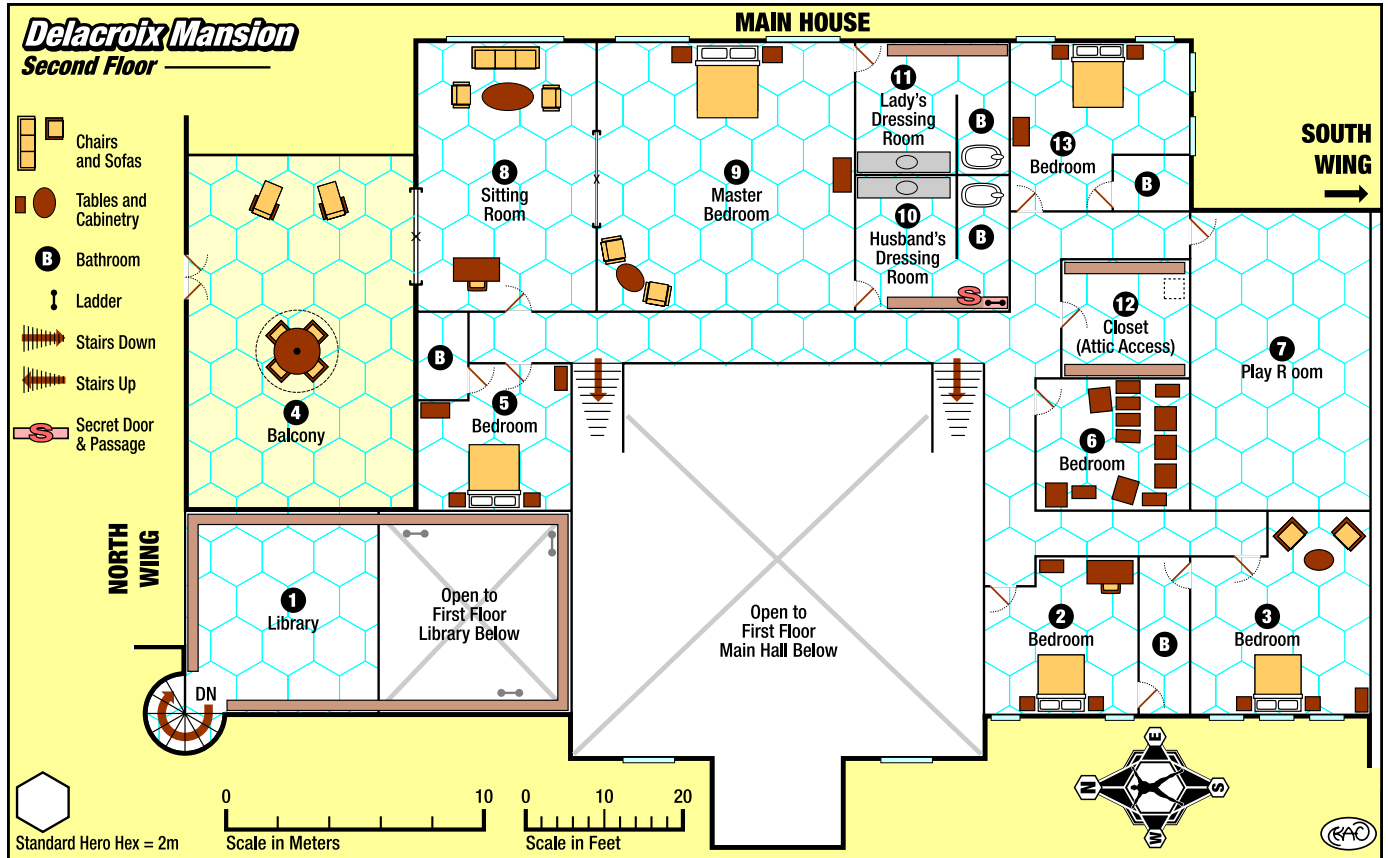 Delacroix Mansion
Second Floor
MAIN HOUSE
SOUTH
WING
NORTH
WING
Chairs
and Sofas
Tables and
Cabinetry
B
Bathroom
Ladder
Stairs Down
Stairs Up
S
Secret Door
& Passage
11
Lady's
Dressing
Room
B
13
Bedroom
B
8
Sitting
Room
9
Master
Bedroom
10
Husband's
Dressing
Room
B
S
12
Closet
(Attic Access)
7
Play R oom
B
4
Balcony
5
Bedroom
6
Bedroom
1
Library
Open to
First Floor
Library Below
Open to
First Floor
Main Hall Below
2
Bedroom
B
3
Bedroom
DN
E
N
S
W
0
10
Scale in Meters
0
10
20
Scale in Feet
Standard Hero Hex = 2m
KAC